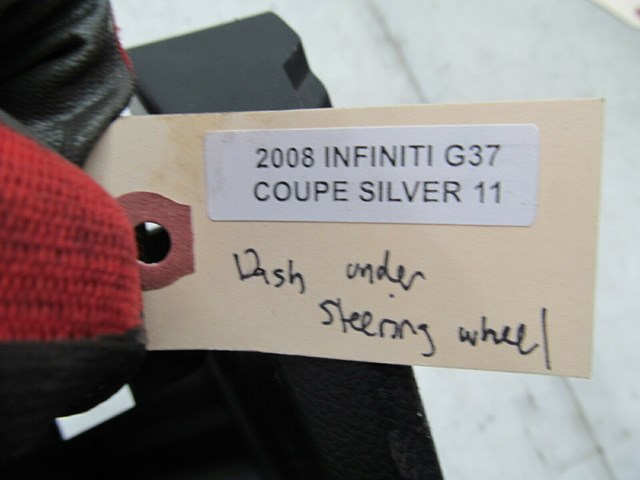 2008 INFINITI G37
COUPE SILVER 11
Dash under
steering wheel